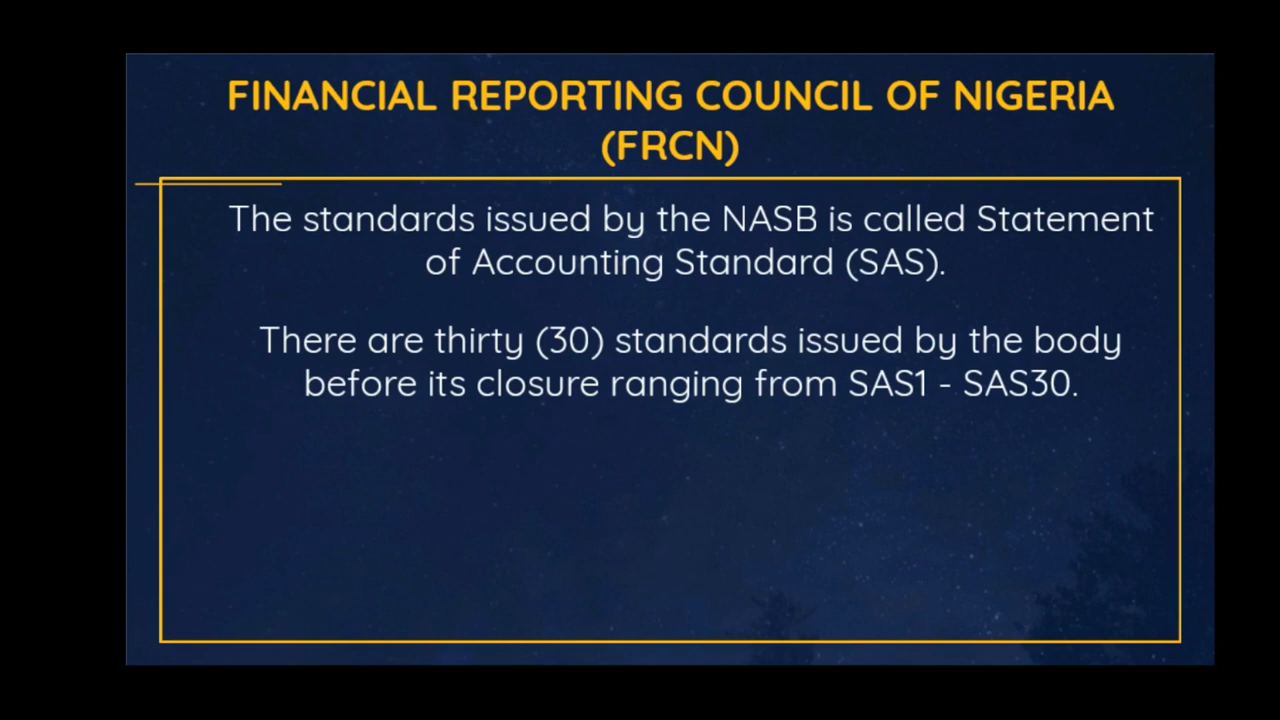 FINANCIAL REPORTING COUNCIL OF NIGERIA
(FRCN)
The standards issued by the NASB is called Statement
of Accounting Standard (SAS).
There are thirty (30) standards issued by the body
before its closure ranging from SAS1 - SAS30.